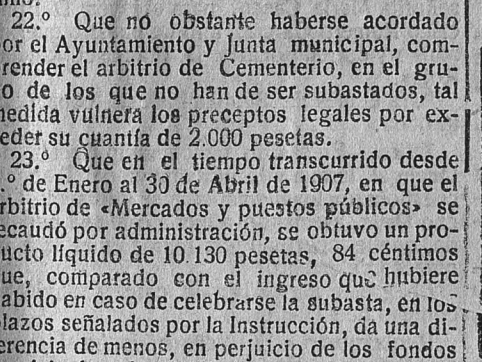 22.º Que no obstante haberse acordado
or el Ayuntamiento y Junta municipal, com-
render el arbitrio de Cementerio, en el gru-
o de los que no han de ser subastados, tal
edida vulnera los preceptos legales por ex-
eder su cuantía de 2.000 pesetas.
23.º Que en el tiempo transcurrido desde
.º de Enero al 30 de Abril de 1907, en que el
rbitrio de «Mercados y puestos públicos» se
ecaudó por administración, se obtuvo un pro-
ucto líquido de 10.130 pesetas, 84 céntimos
ue, comparado con el ingreso que hubiere
abido en caso de celebrarse la subasta, en los
lazos señalados por la Instrucción, da una di-
erencia de menos, en perjuicio de los fondos